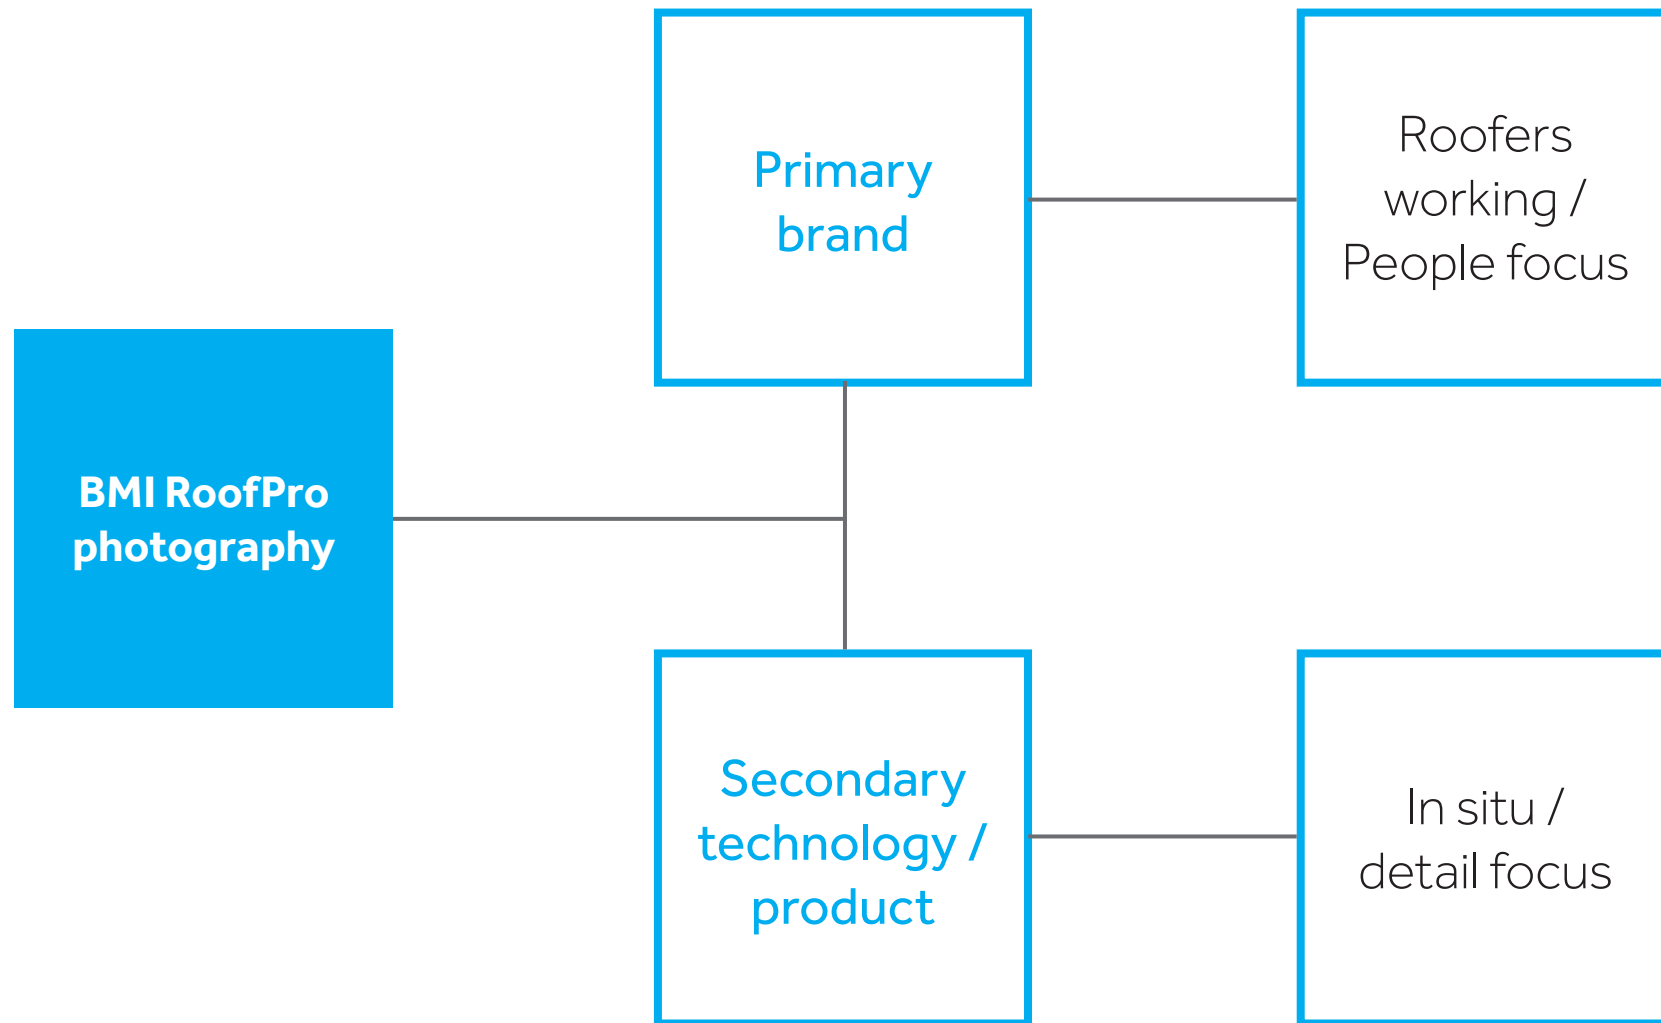 Primary
brand
Roofers
working /
People focus
BMI RoofPro
photography
Secondary
technology /
product
In situ /
detail focus